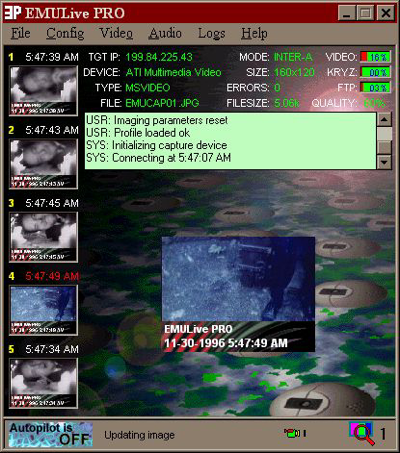 EMULive PRO
File Config Video Audio Logs Help
1 5:47:39 AM
TGT IP: 199.84.225.43 MODE: INTER-A VIDEO: 16%
DEVICE: ATI Multimedia Video SIZE: 160x120 KRYZ: 00%
TYPE: MSVIDEO ERRORS: 0 FTP: 03%
FILE: EMUCAP01.JPG FILESIZE: 5.06k QUALITY: 60%
USR: Imaging parameters reset
USR: Profile loaded ok
SYS: Initializing capture device
SYS: Connecting at 5:47:07 AM
2 5:47:43 AM
3 5:47:45 AM
4 5:47:49 AM
5 5:47:34 AM
EMULive PRO
11-30-1996 5:47:49 AM
Autopilot is
OFF
Updating image
1